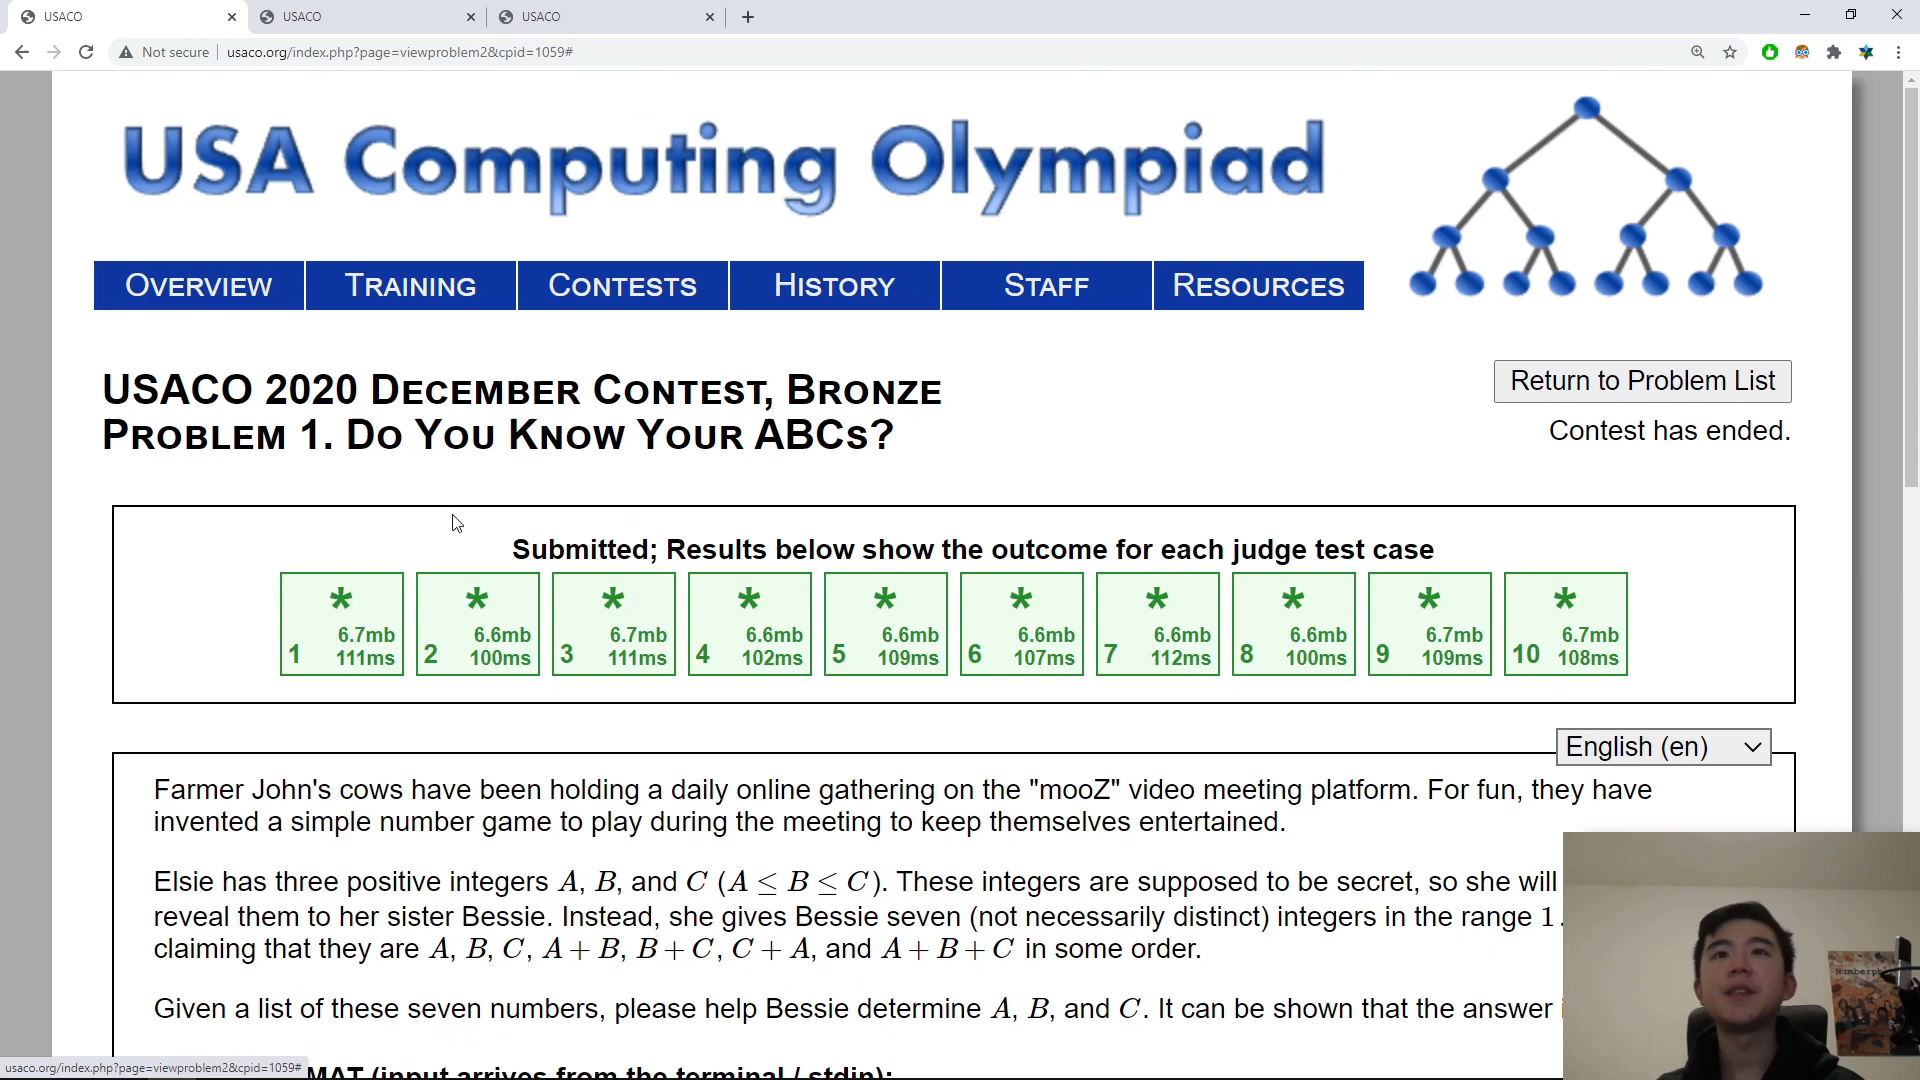 USACO
USACO
USACO
Not secure
usaco.org/index.php?page=viewproblem2&cpid=1059#
USA Computing Olympiad
OVERVIEW
TRAINING
CONTESTS
HISTORY
STAFF
RESOURCES
USACO 2020 DECEMBER CONTEST, BRONZE
PROBLEM 1. DO YOU KNOW YOUR ABCS?
Return to Problem List
Contest has ended.
Submitted; Results below show the outcome for each judge test case
* * * * * * * * * *
6.7mb 6.6mb 6.7mb 6.6mb 6.6mb 6.6mb 6.6mb 6.6mb 6.7mb 6.7mb
1 111ms 2 100ms 3 111ms 4 102ms 5 109ms 6 107ms 7 112ms 8 100ms 9 109ms 10 108ms
English (en)
Farmer John's cows have been holding a daily online gathering on the "mooZ" video meeting platform. For fun, they have
invented a simple number game to play during the meeting to keep themselves entertained.
Elsie has three positive integers A, B, and C (A ≤ B ≤ C). These integers are supposed to be secret, so she will
reveal them to her sister Bessie. Instead, she gives Bessie seven (not necessarily distinct) integers in the range 1.
claiming that they are A, B, C, A + B, B + C, C + A, and A + B + C in some order.
Given a list of these seven numbers, please help Bessie determine A, B, and C. It can be shown that the answer
MAT (input arrives from the terminal / stdin):
usaco.org/index.php?page=viewproblem2&cpid=1059#